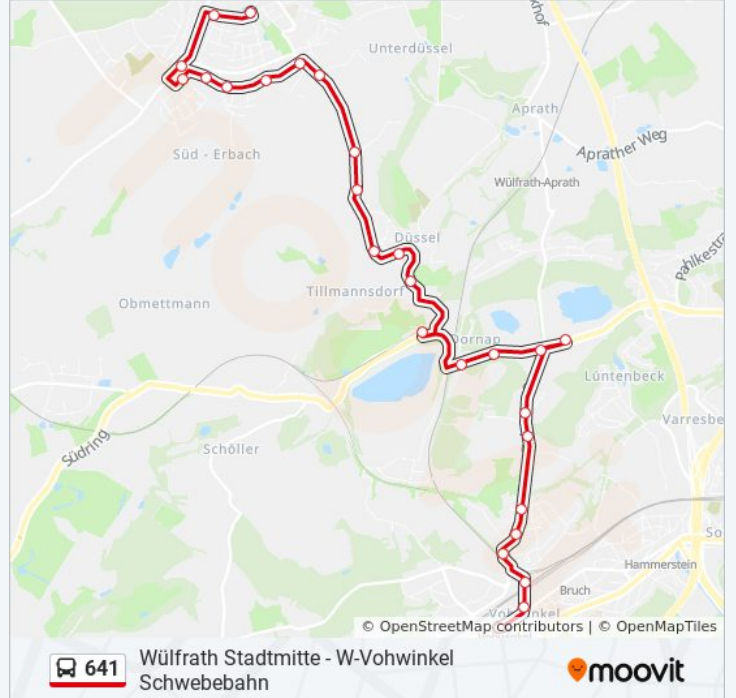 Unterdüssel
Aprath
Aprather Weg
Süd - Erbach
Wülfrath-Aprath
Düssel
Tillmannsdorf
Obmettmann
Dornap
Lüntenbeck
Varresbe
Südring
Schöller
So
Hammerstein
Bruch
© OpenStreetMap contributors | © OpenMapTiles
641
Wülfrath Stadtmitte - W-Vohwinkel
Schwebebahn
moovit